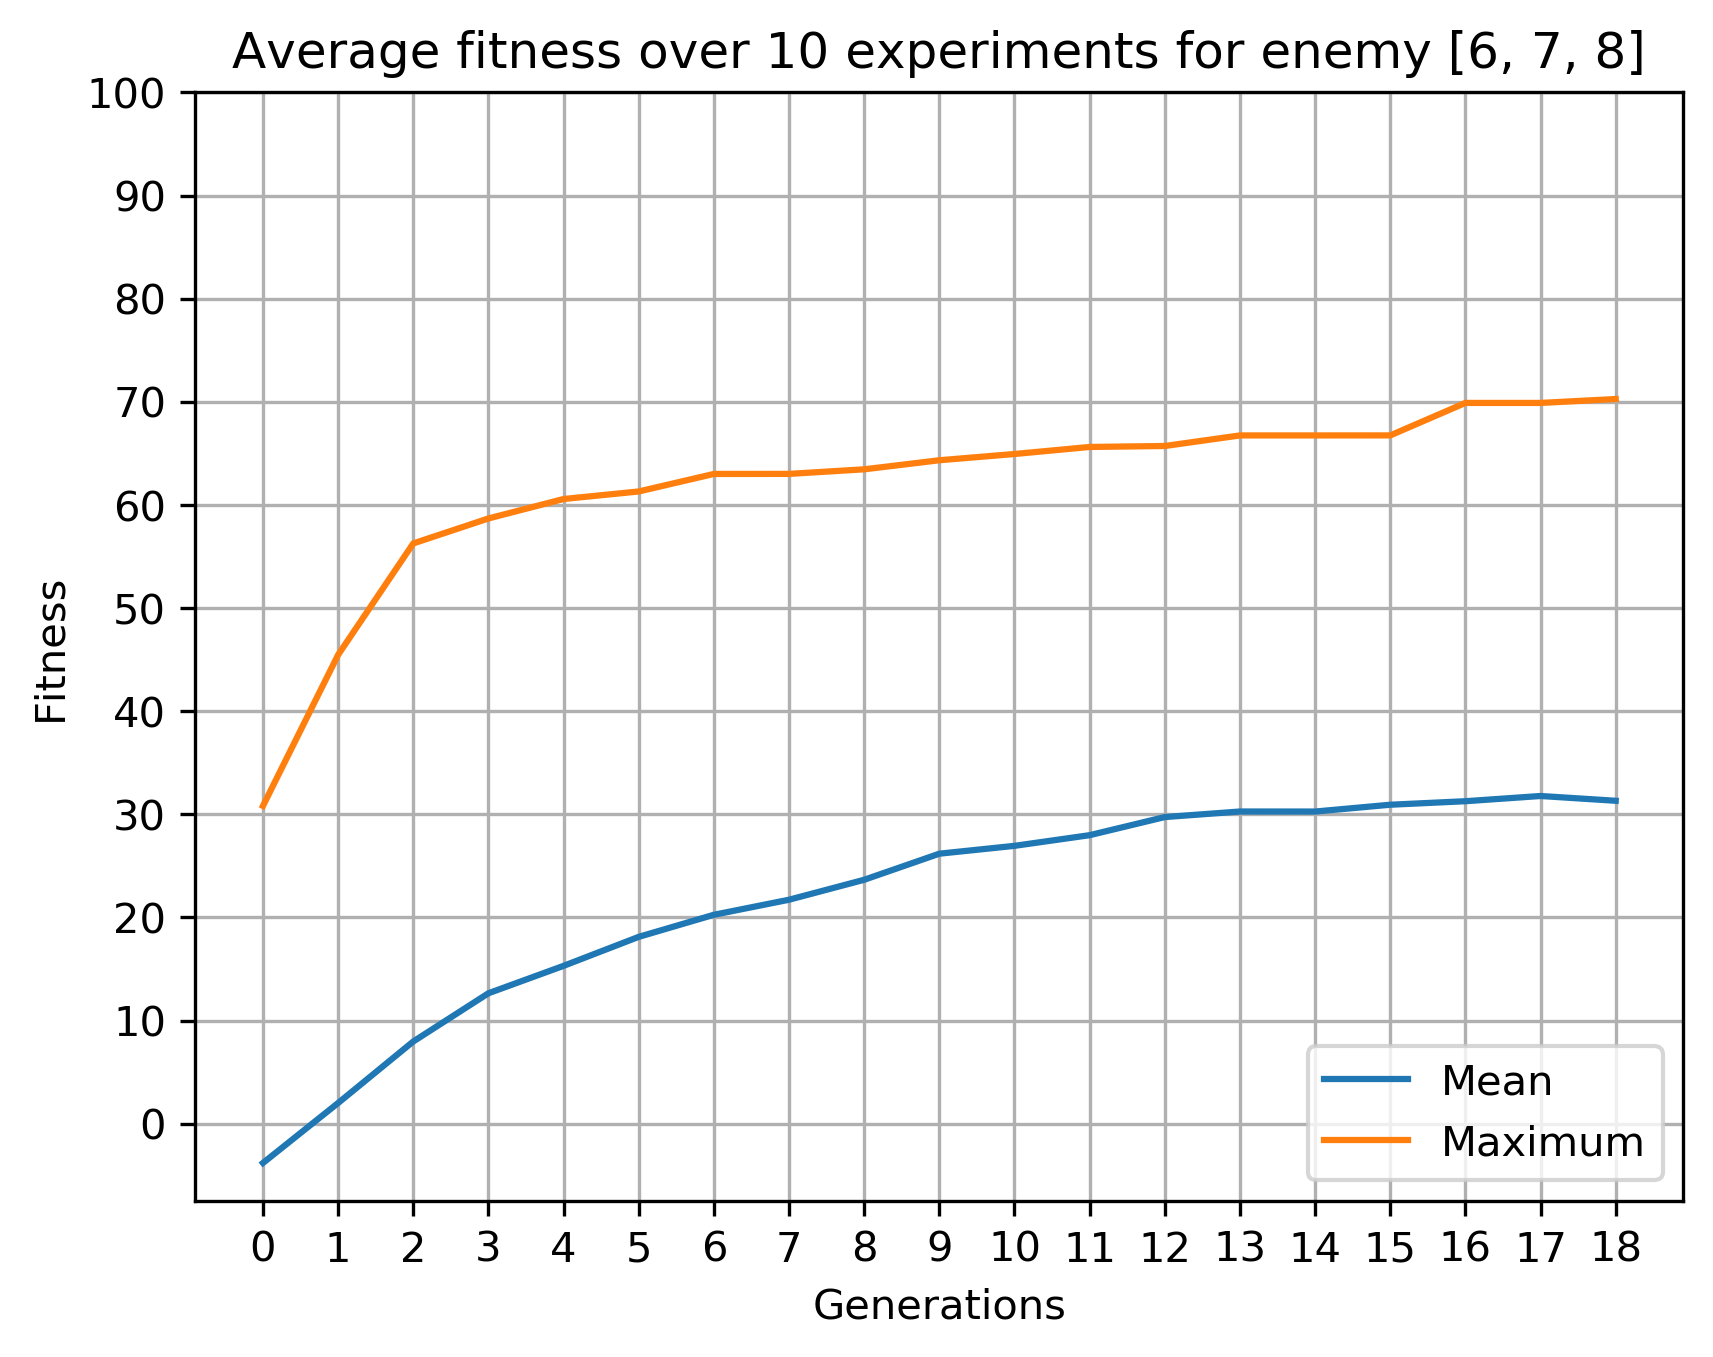 Average fitness over 10 experiments for enemy [6, 7, 8]
100
90
80
70
60
50
40
30
20
10
0
Fitness
Mean
Maximum
0 1 2 3 4 5 6 7 8 9 10 11 12 13 14 15 16 17 18
Generations